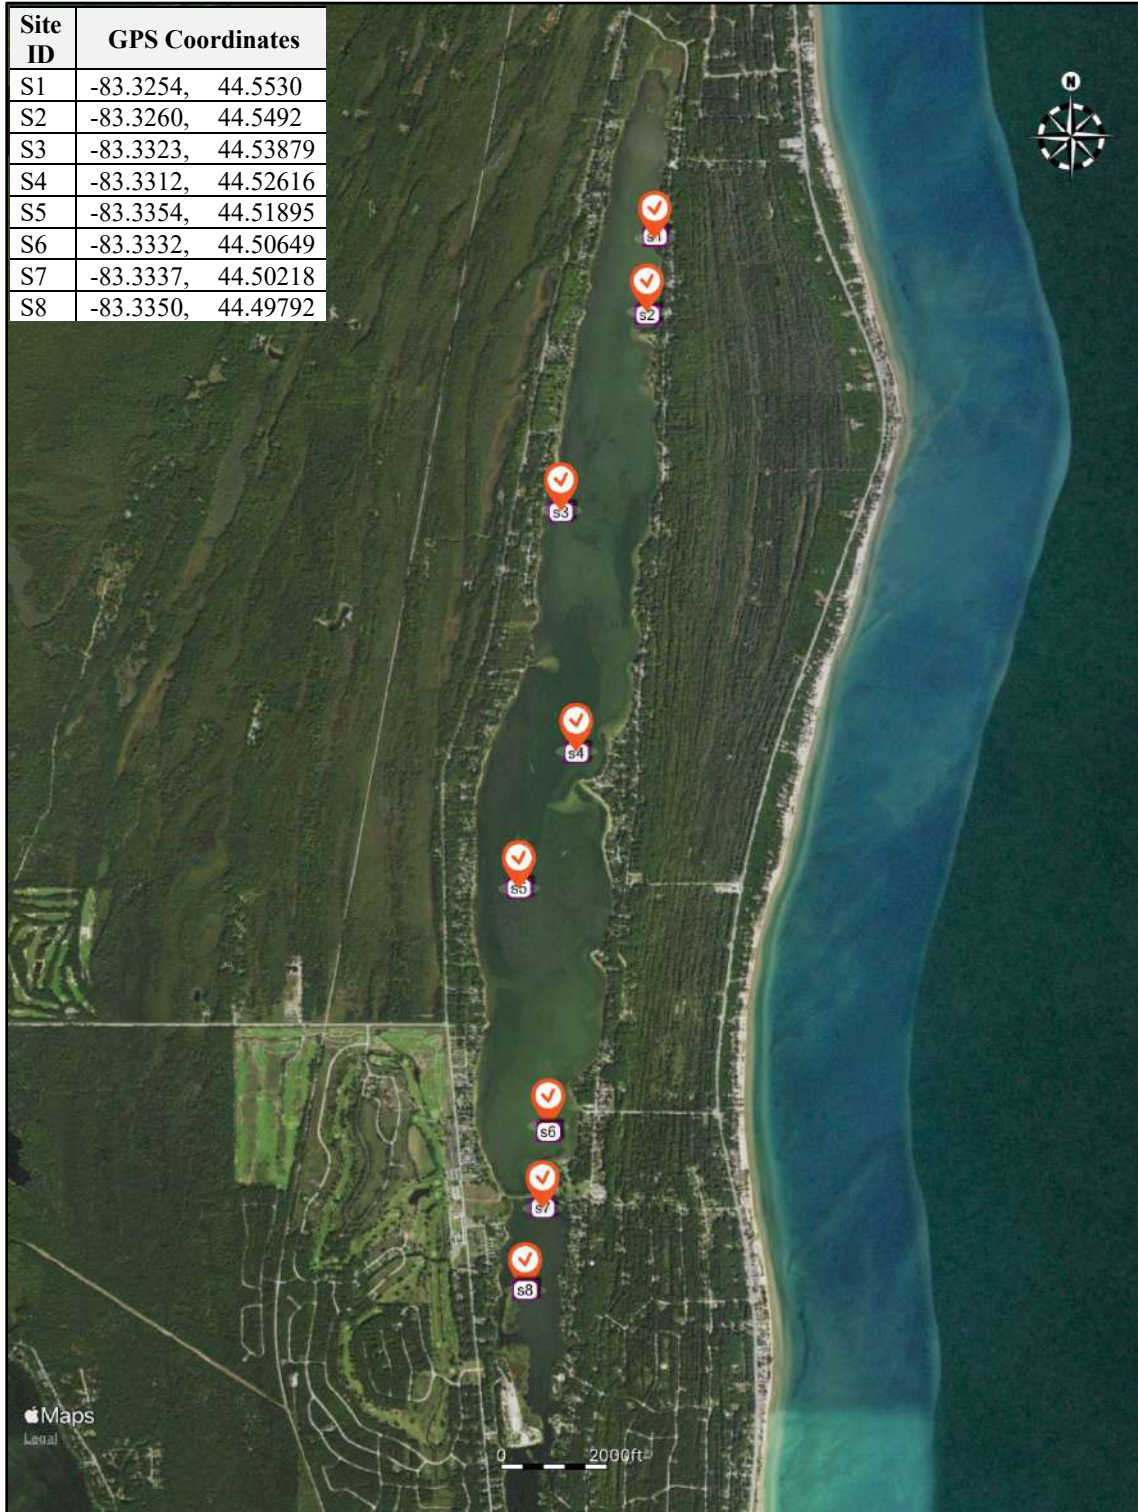 Site ID GPS Coordinates
S1 -83.3254, 44.5530
S2 -83.3260, 44.5492
S3 -83.3323, 44.53879
S4 -83.3312, 44.52616
S5 -83.3354, 44.51895
S6 -83.3332, 44.50649
S7 -83.3337, 44.50218
S8 -83.3350, 44.49792
N
s1
s2
s3
s4
s5
s6
s7
s8
Maps
Legal
0 2000ft